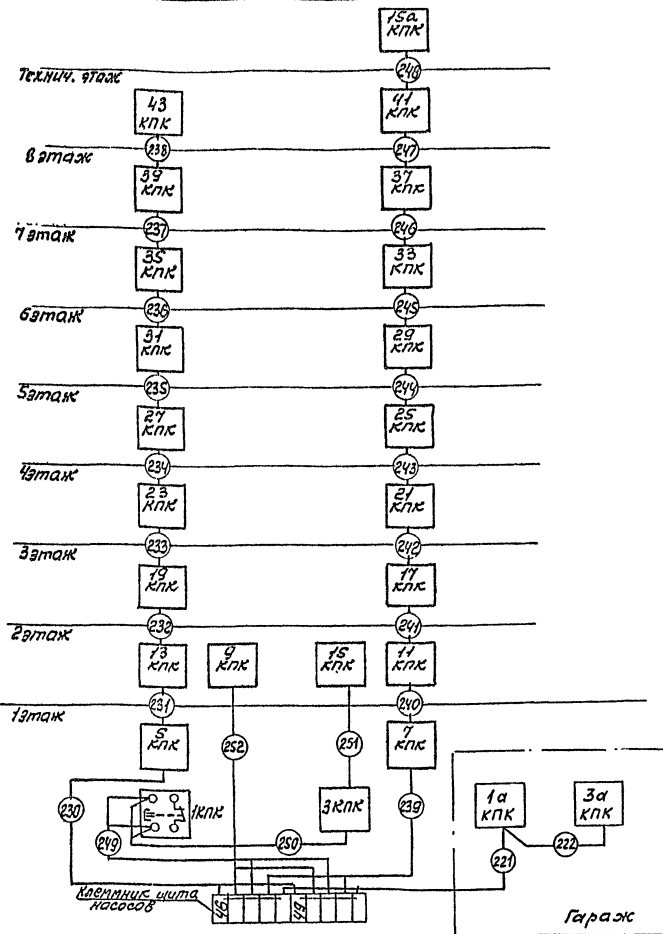 15а
КПК
248
Технич. этаж
43
КПК
41
КПК
238
247
8 этаж
39
КПК
37
КПК
237
246
7 этаж
35
КПК
33
КПК
236
245
6 этаж
31
КПК
29
КПК
235
244
5 этаж
27
КПК
25
КПК
234
243
4 этаж
23
КПК
21
КПК
233
242
3 этаж
19
КПК
17
КПК
232
241
2 этаж
13
КПК
9
КПК
15
КПК
11
КПК
231
240
1 этаж
5
КПК
252
251
7
КПК
230
1КПК
3 КПК
239
1а
КПК
3а
КПК
249
250
221
222
Клеммник щита
насосов
46
49
Гараж